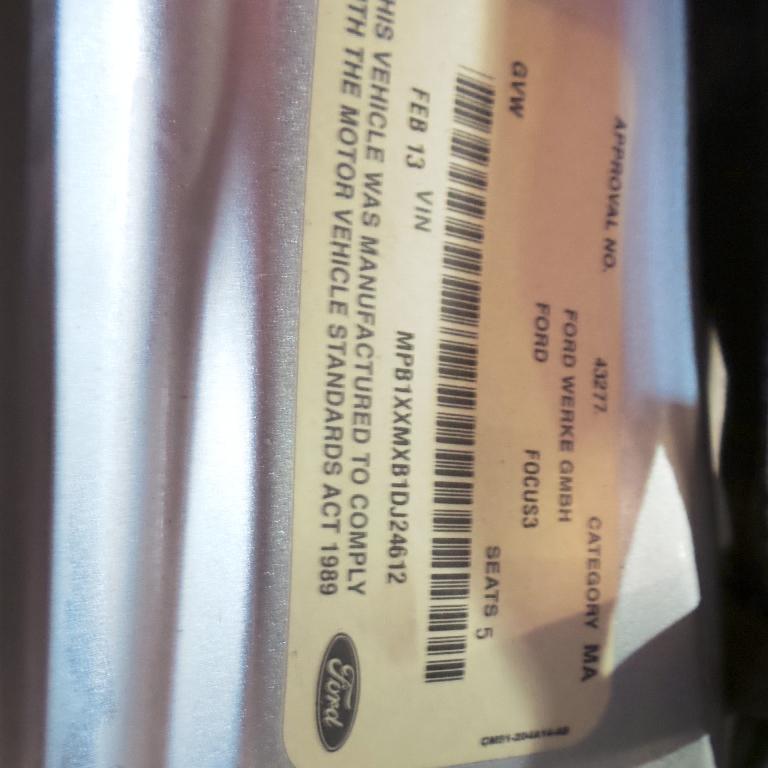 APPROVAL NO. 43277. CATEGORY MA
FORD WERKE GMBH
FORD FOCUS3
GVW SEATS 5
FEB 13 VIN MPB1XXMXB1DJ24612
HIS VEHICLE WAS MANUFACTURED TO COMPLY
TH THE MOTOR VEHICLE STANDARDS ACT 1989
Ford